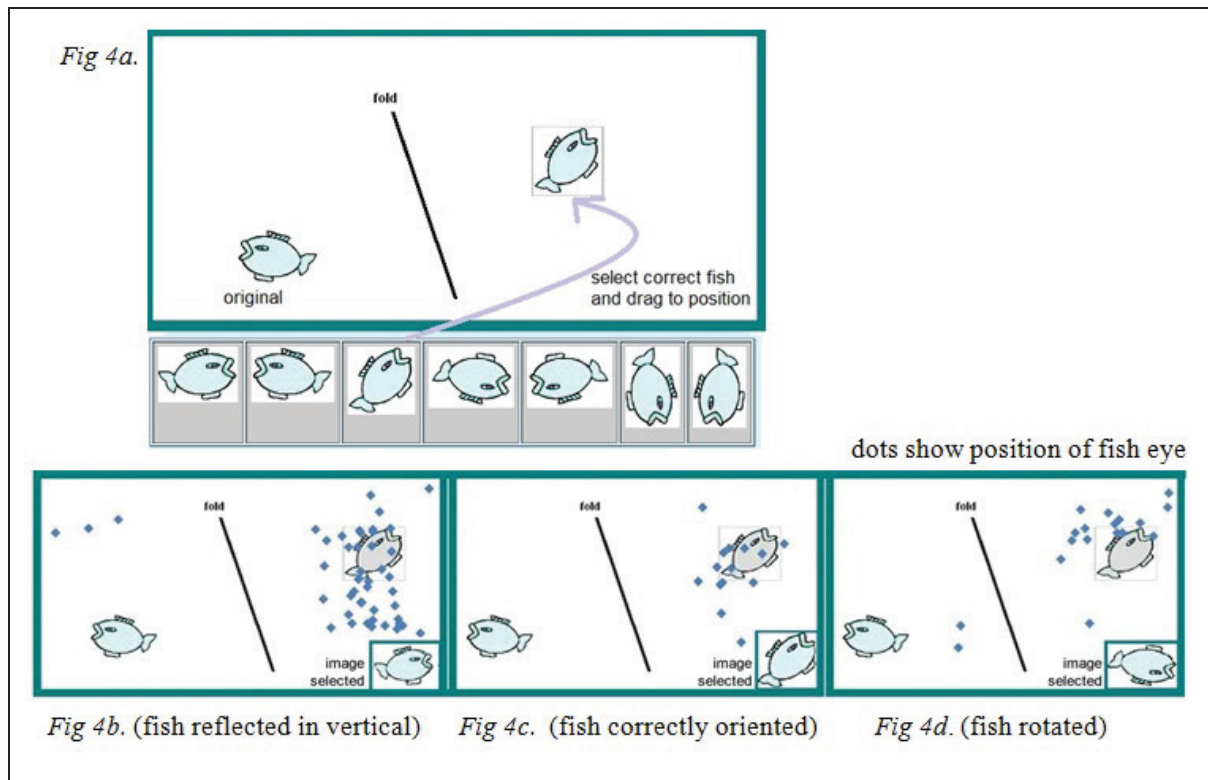 Fig 4a.
fold
original
select correct fish
and drag to position
dots show position of fish eye
fold
image
selected
fold
image
selected
fold
image
selected
Fig 4b. (fish reflected in vertical)
Fig 4c. (fish correctly oriented)
Fig 4d. (fish rotated)